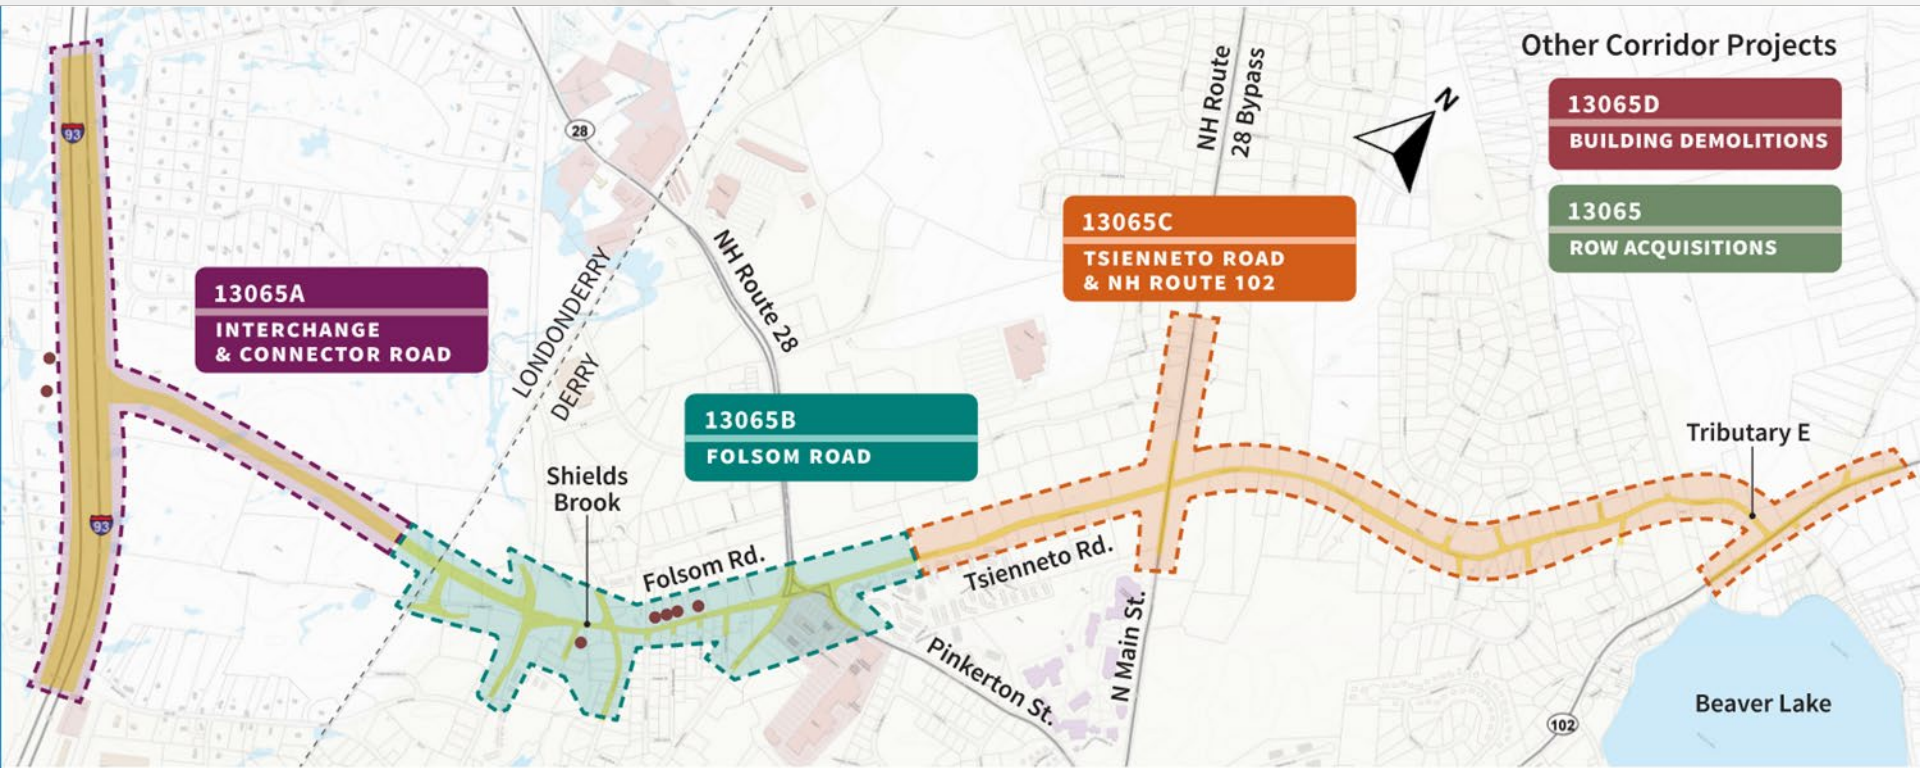 Other Corridor Projects
13065D
BUILDING DEMOLITIONS
13065
ROW ACQUISITIONS
N
NH Route
28 Bypass
93
28
NH Route 28
13065C
TSIENNETO ROAD
& NH ROUTE 102
13065A
INTERCHANGE
& CONNECTOR ROAD
LONDONDERRY
DERRY
13065B
FOLSOM ROAD
Shields
Brook
Tributary E
93
Folsom Rd.
Tsienneto Rd.
Pinkerton St.
N Main St.
Beaver Lake
102